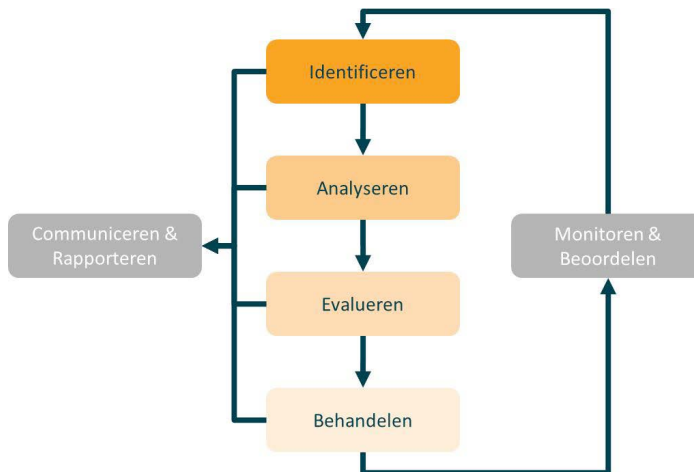 Identificeren
Analyseren
Communiceren &
Rapporteren
Monitoren &
Beoordelen
Evalueren
Behandelen